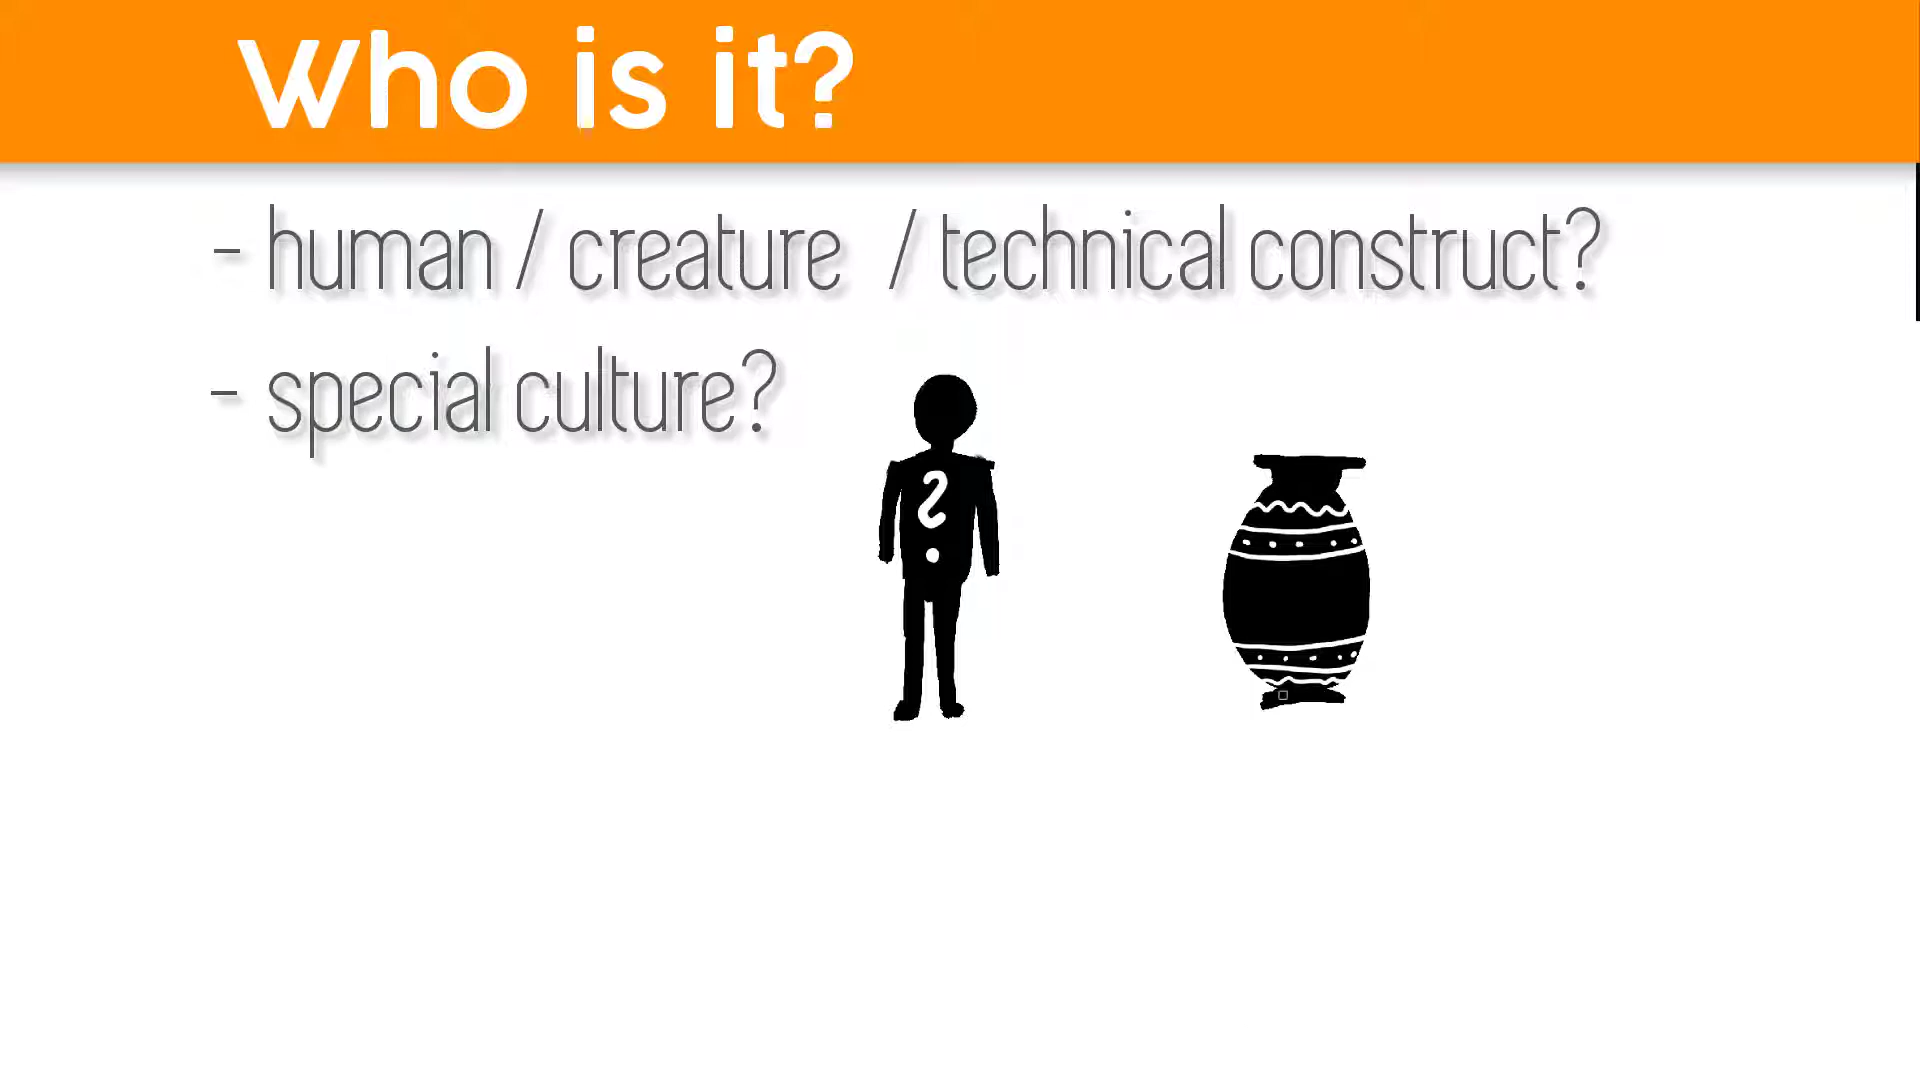 Who is it?
- human / creature / technical construct?
- special culture?
?